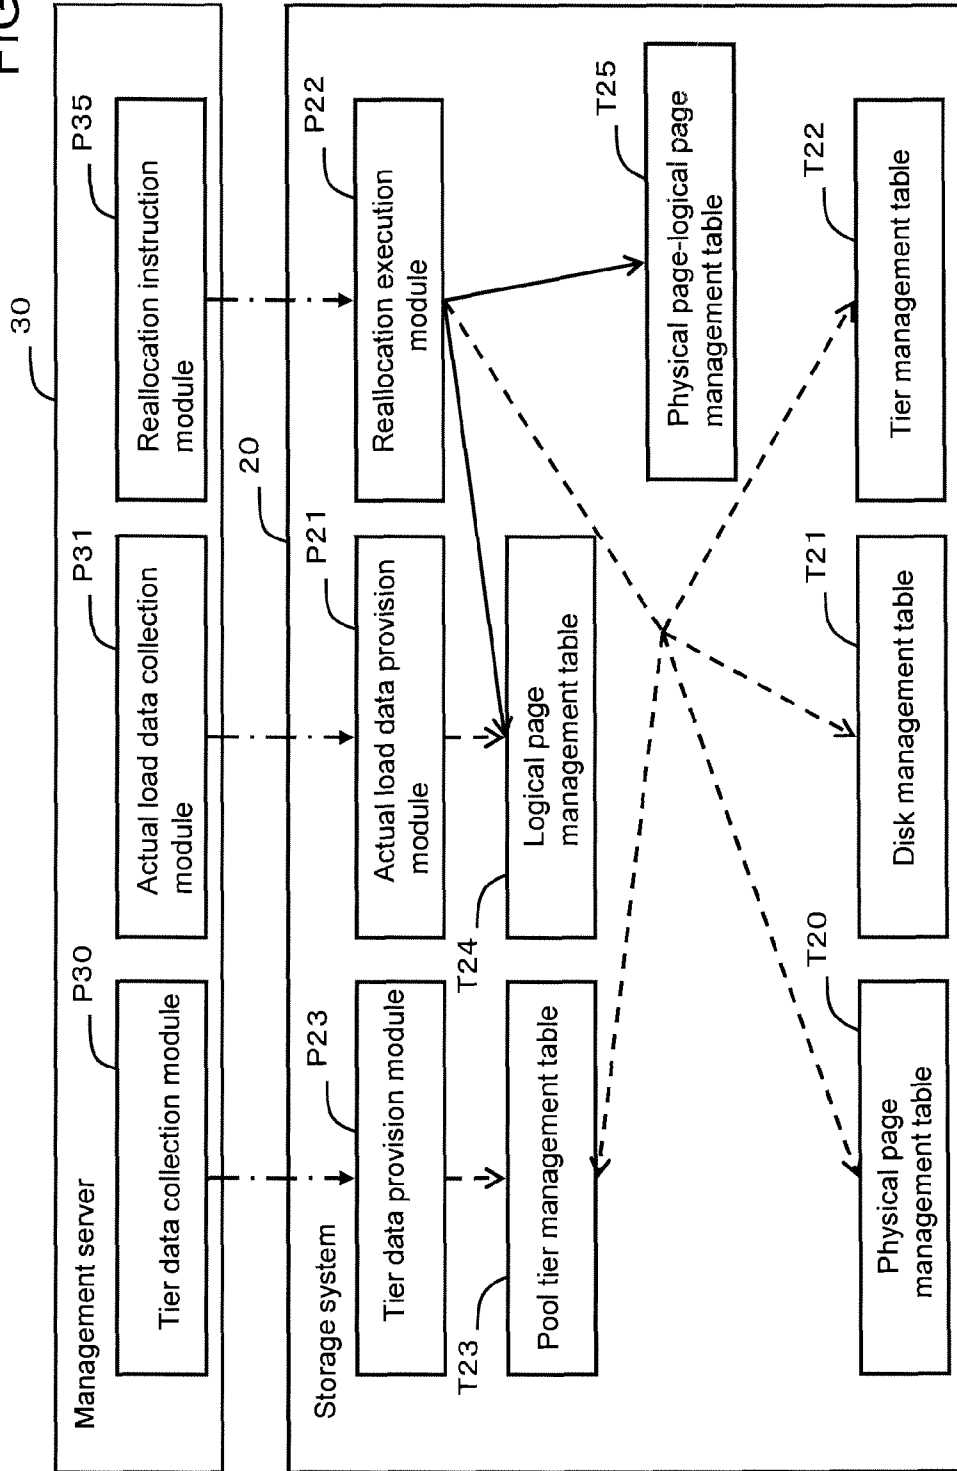 FIG
30
Management server
P30
Tier data collection module
P31
Actual load data collection
module
P35
Reallocation instruction
module
20
Storage system
P23
Tier data provision module
P21
Actual load data provision
module
P22
Reallocation execution
module
T23
Pool tier management table
T24
Logical page
management table
T25
Physical page-logical page
management table
T20
Physical page
management table
T21
Disk management table
T22
Tier management table